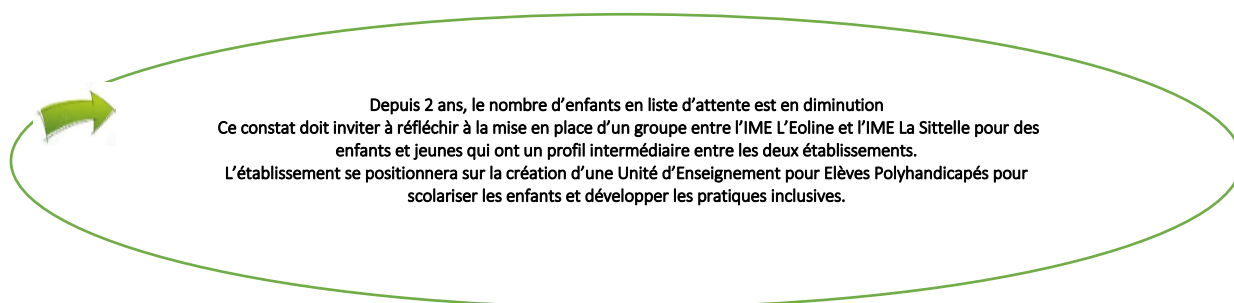 Depuis 2 ans, le nombre d’enfants en liste d’attente est en diminution
Ce constat doit inviter à réfléchir à la mise en place d’un groupe entre l’IME L’Eoline et l’IME La Sittelle pour des
enfants et jeunes qui ont un profil intermédiaire entre les deux établissements.
L’établissement se positionnera sur la création d’une Unité d’Enseignement pour Elèves Polyhandicapés pour
scolariser les enfants et développer les pratiques inclusives.